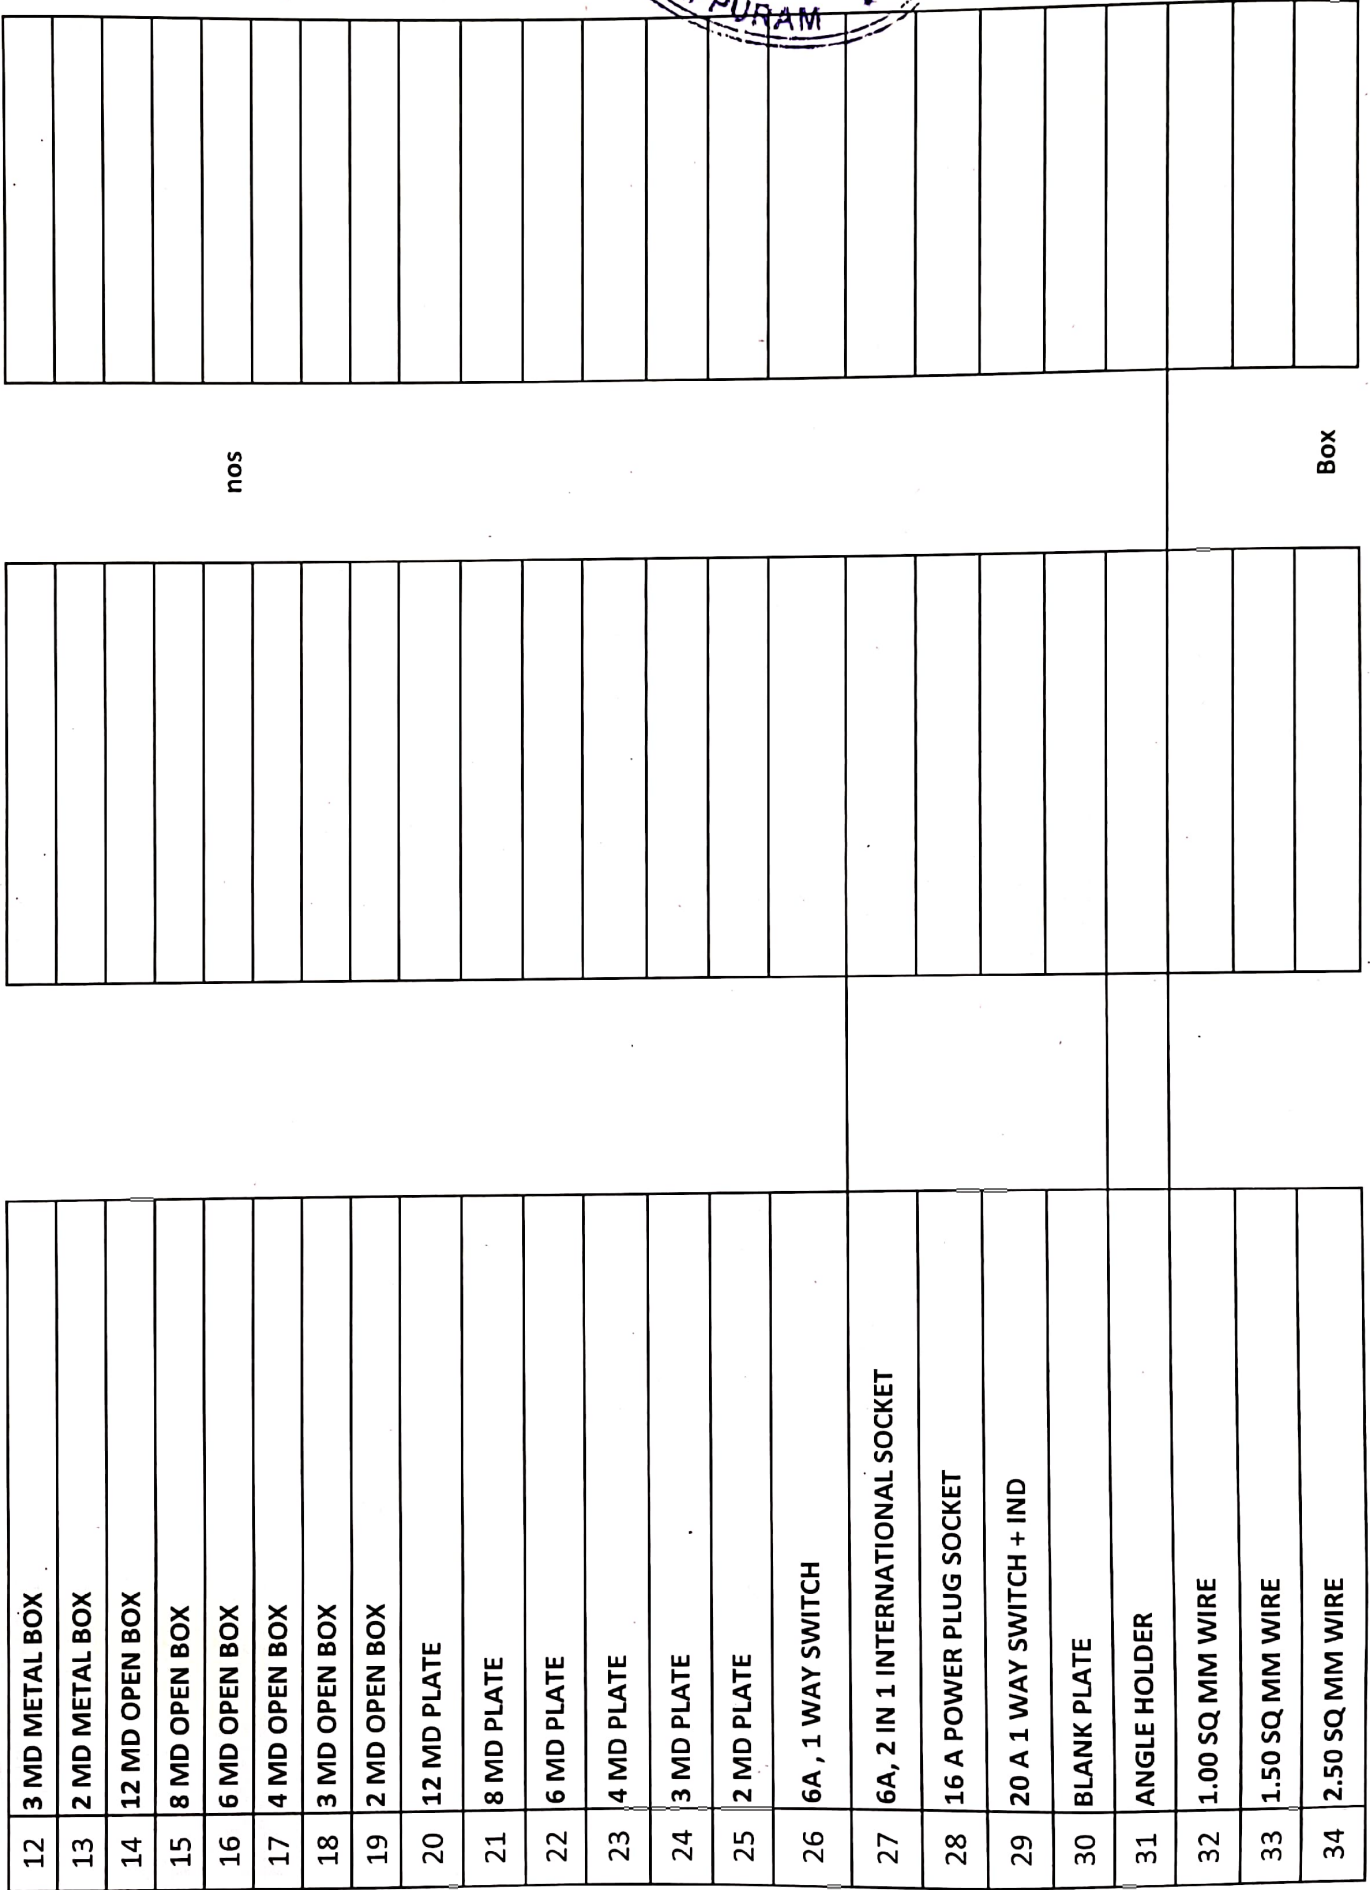 PURAM
12 3 MD METAL BOX
13 2 MD METAL BOX
14 12 MD OPEN BOX
15 8 MD OPEN BOX
16 6 MD OPEN BOX nos
17 4 MD OPEN BOX
18 3 MD OPEN BOX
19 2 MD OPEN BOX
20 12 MD PLATE
21 8 MD PLATE
22 6 MD PLATE
23 4 MD PLATE
24 3 MD PLATE
25 2 MD PLATE
26 6A , 1 WAY SWITCH
27 6A, 2 IN 1 INTERNATIONAL SOCKET
28 16 A POWER PLUG SOCKET
29 20 A 1 WAY SWITCH + IND
30 BLANK PLATE
31 ANGLE HOLDER
32 1.00 SQ MM WIRE
33 1.50 SQ MM WIRE
34 2.50 SQ MM WIRE Box